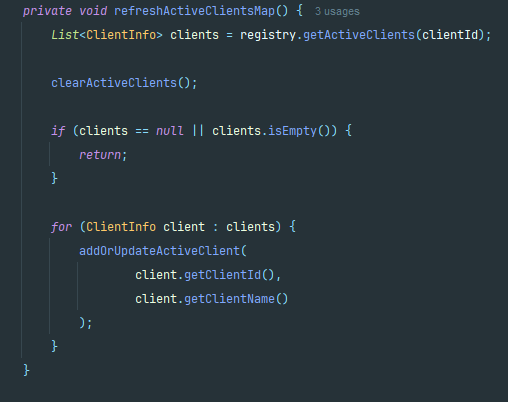 private void refreshActiveClientsMap() { 3 usages
List<ClientInfo> clients = registry.getActiveClients(clientId);
clearActiveClients();
if (clients == null || clients.isEmpty()) {
return;
}
for (ClientInfo client : clients) {
addOrUpdateActiveClient(
client.getClientId(),
client.getClientName()
);
}
}